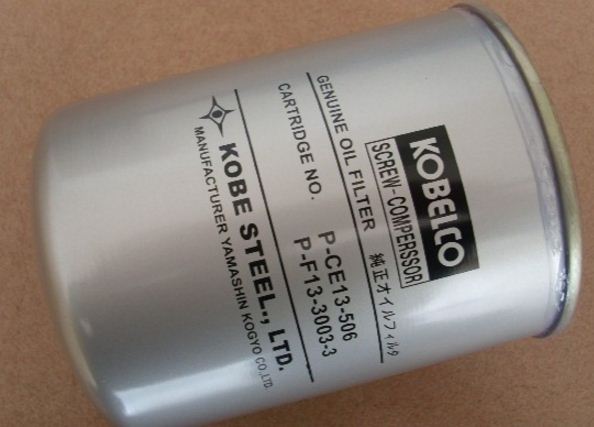 KOBELCO
SCREW-COMPERSSOR
GENUINE OIL FILTER 純正オイルフィルタ
CARTRIDGE NO. P-CE13-506
P-F13-3003-3
KOBE STEEL., LTD.
MANUFACTURER YAMASHIN KOGYO CO.,LTD.